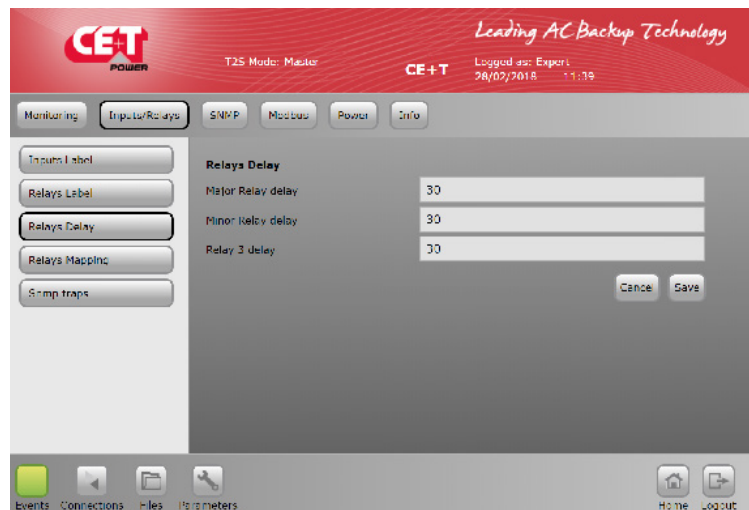 CE+T
POWER
Leading AC Backup Technology
T2S Mode: Master
CE+T
Logged as: Expert
28/02/2018 11:39
Monitoring Inputs/Relays SNMP Modbus Power Info
Inputs Label
Relays Label
Relays Delay
Relays Mapping
Snmp traps
Relays Delay
Major Relay delay 30
Minor Relay delay 30
Relay 3 delay 30
Cancel Save
Events Connections Files Parameters Home Logout